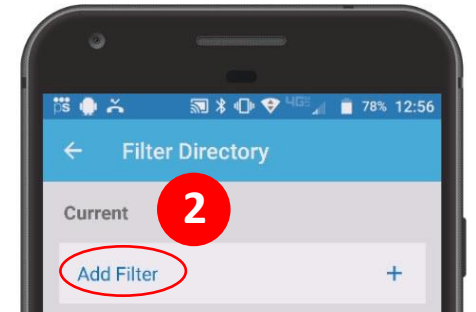 78% 12:56
Filter Directory
Current
2
Add Filter +